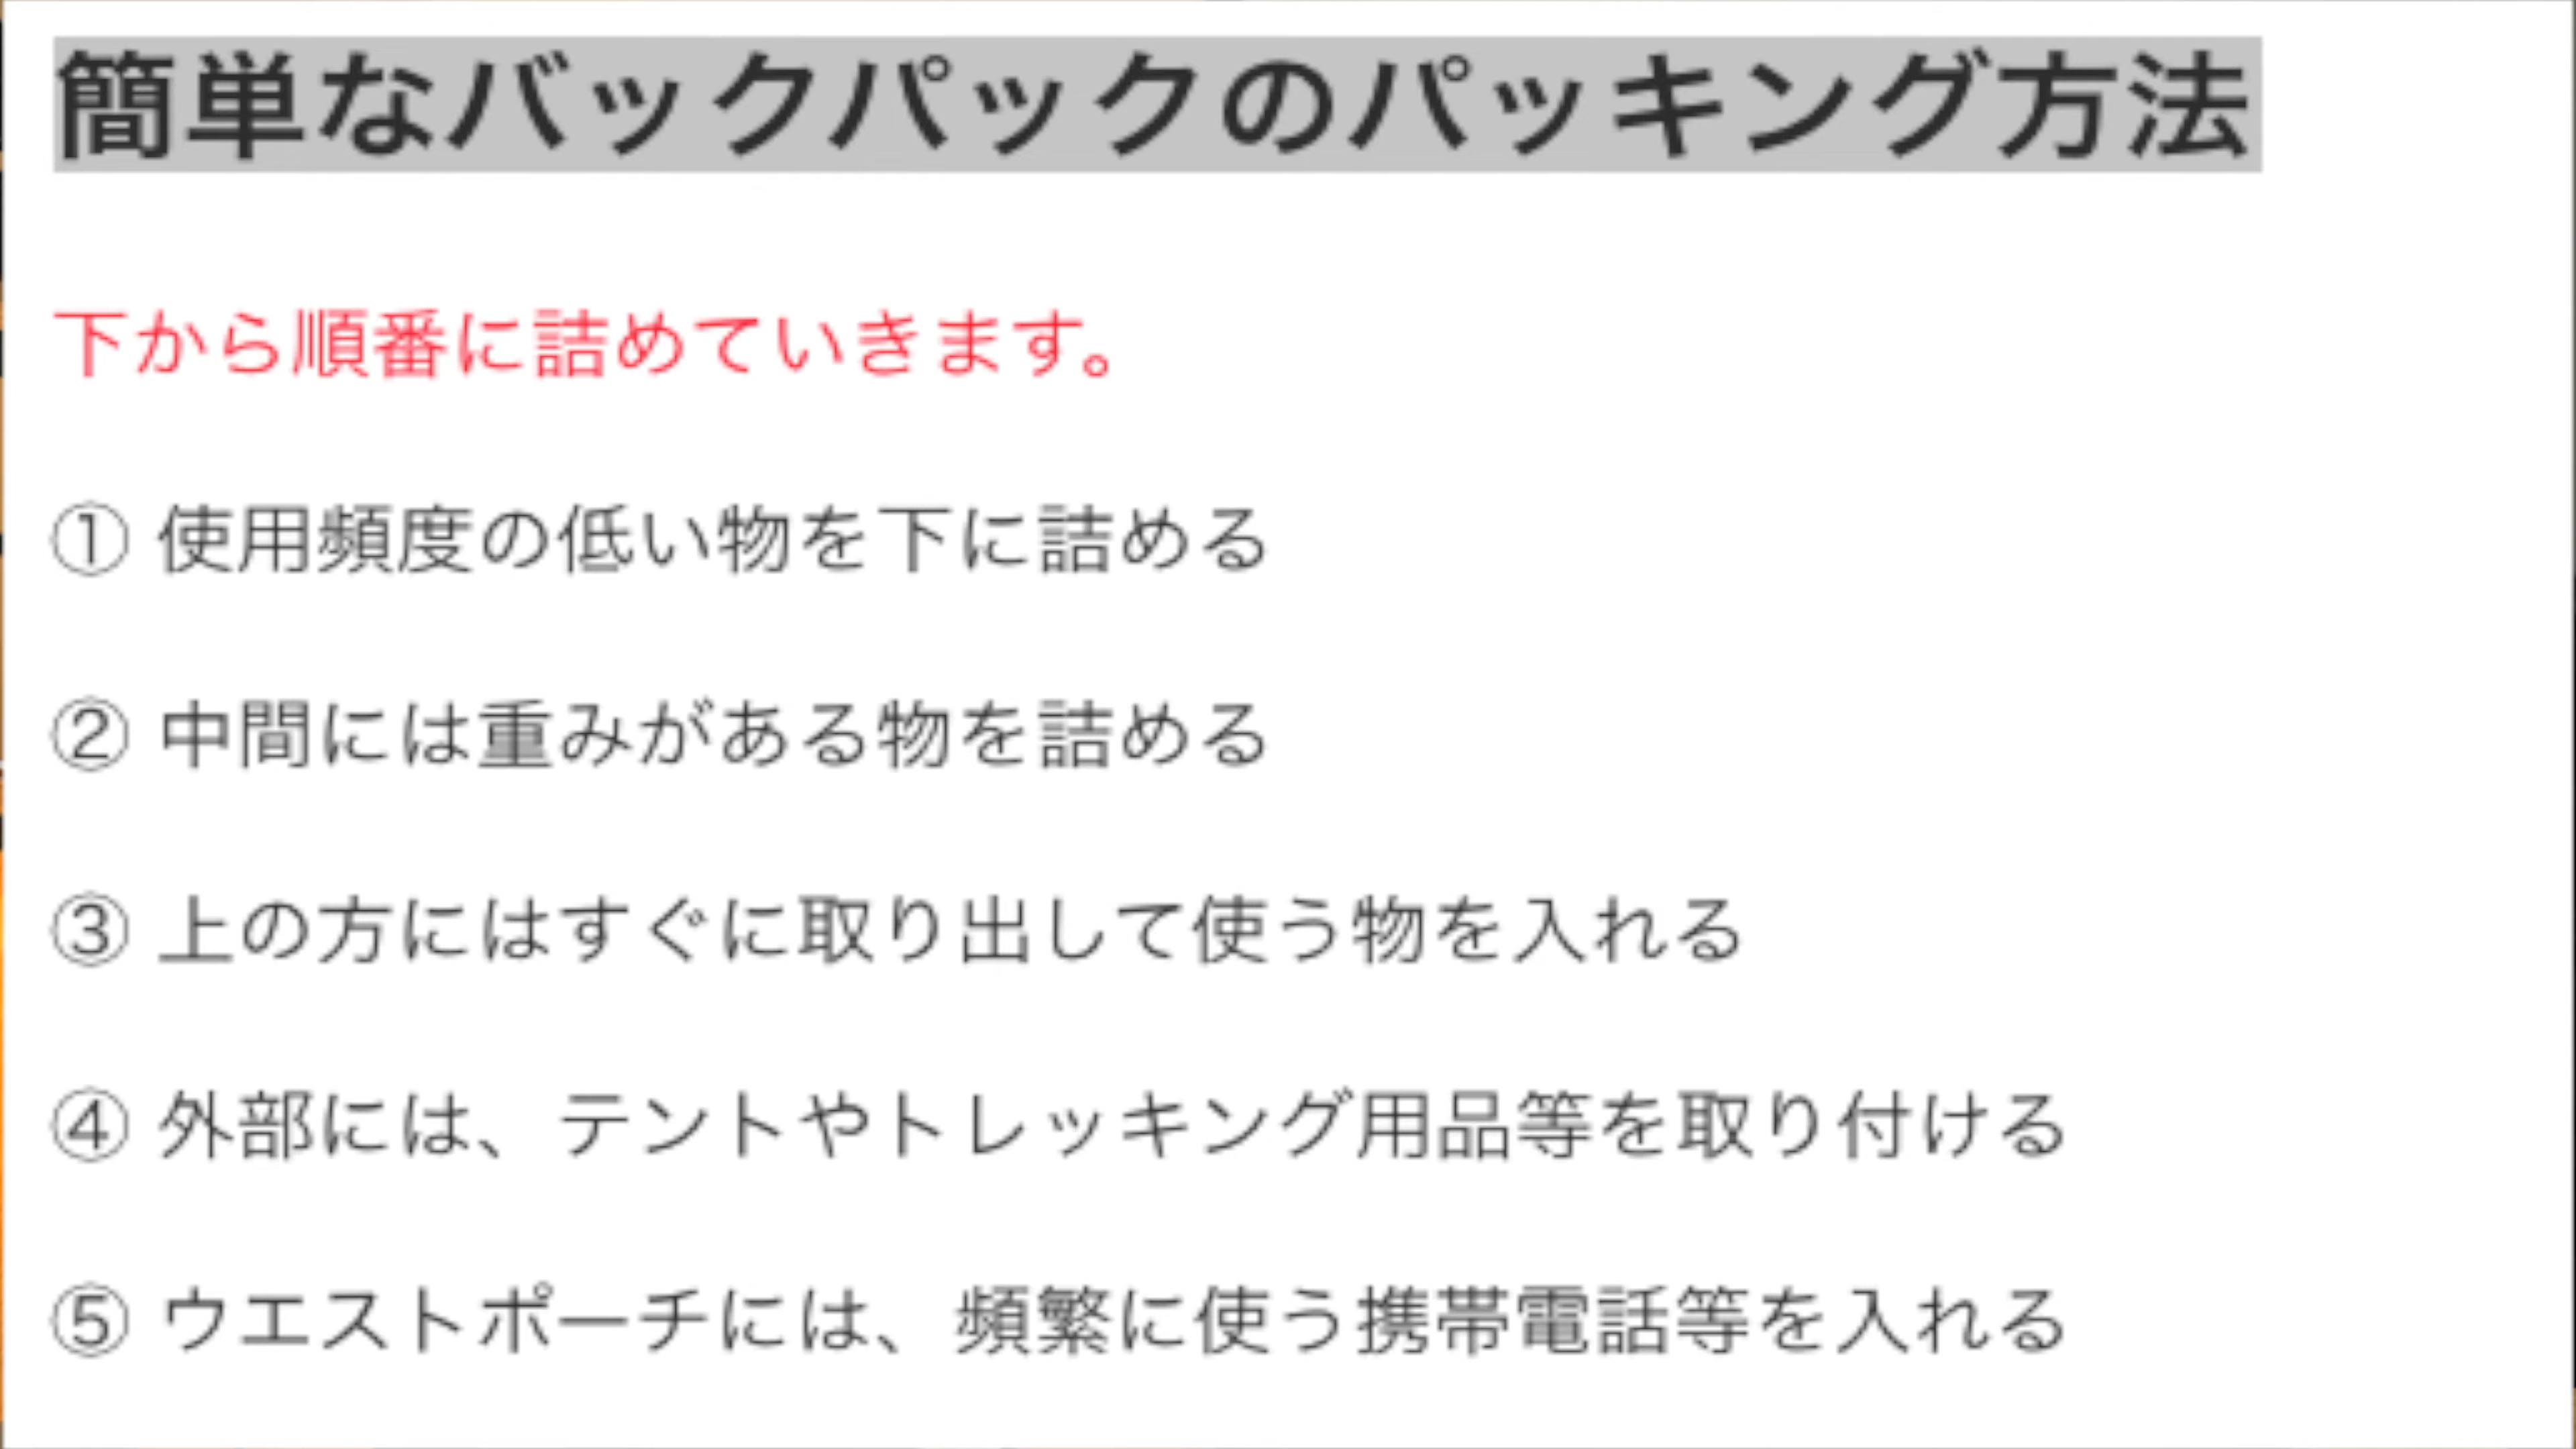 簡単なバックパックのパッキング方法
下から順番に詰めていきます。
① 使用頻度の低い物を下に詰める
② 中間には重みがある物を詰める
③ 上の方にはすぐに取り出して使う物を入れる
④ 外部には、テントやトレッキング用品等を取り付ける
⑤ ウエストポーチには、頻繁に使う携帯電話等を入れる